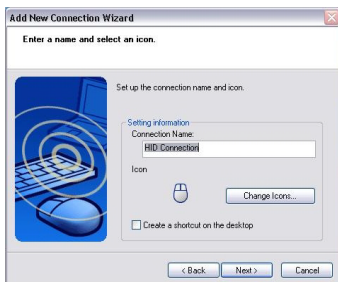 Add New Connection Wizard
Enter a name and select an icon.
Set up the connection name and icon.
Setting information
Connection Name:
HID Connection
Icon
Change Icons...
Create a shortcut on the desktop
< Back
Next >
Cancel